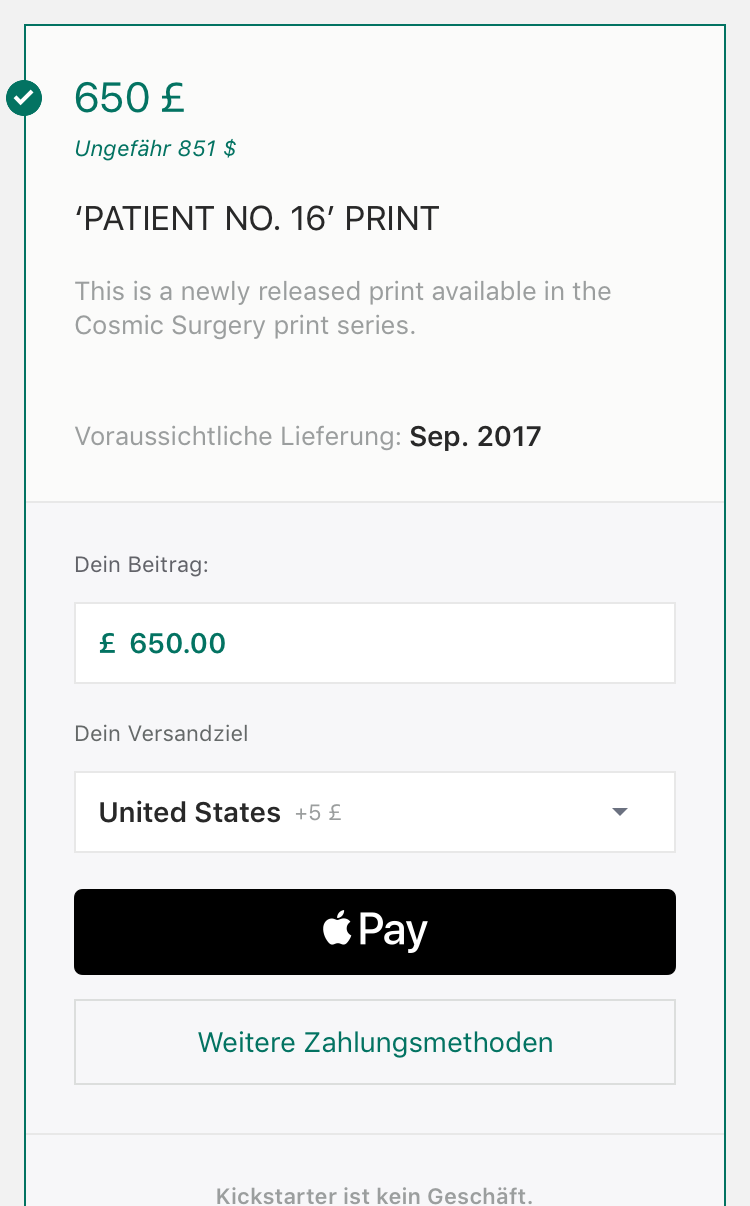 650 £
Ungefähr 851 $
‘PATIENT NO. 16’ PRINT
This is a newly released print available in the
Cosmic Surgery print series.
Voraussichtliche Lieferung: Sep. 2017
Dein Beitrag:
£ 650.00
Dein Versandziel
United States +5 £
Pay
Weitere Zahlungsmethoden
Kickstarter ist kein Geschäft.